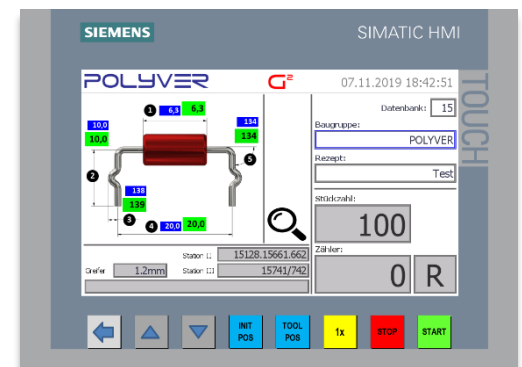 SIEMENS
SIMATIC HMI
TOUCH
POLYVER G²
07.11.2019 18:42:51
1 6,3 6,3
10,0
10,0
134
134
2
5
138
139
3
4 20,0 20,0
Datenbank: 15
Baugruppe:
POLYVER
Rezept:
Test
Stückzahl:
100
Zähler:
0 R
Station I: 15128.15661.662
Greifer 1.2mm Station III 15741/742
INIT POS
TOOL POS
1x
STOP
START